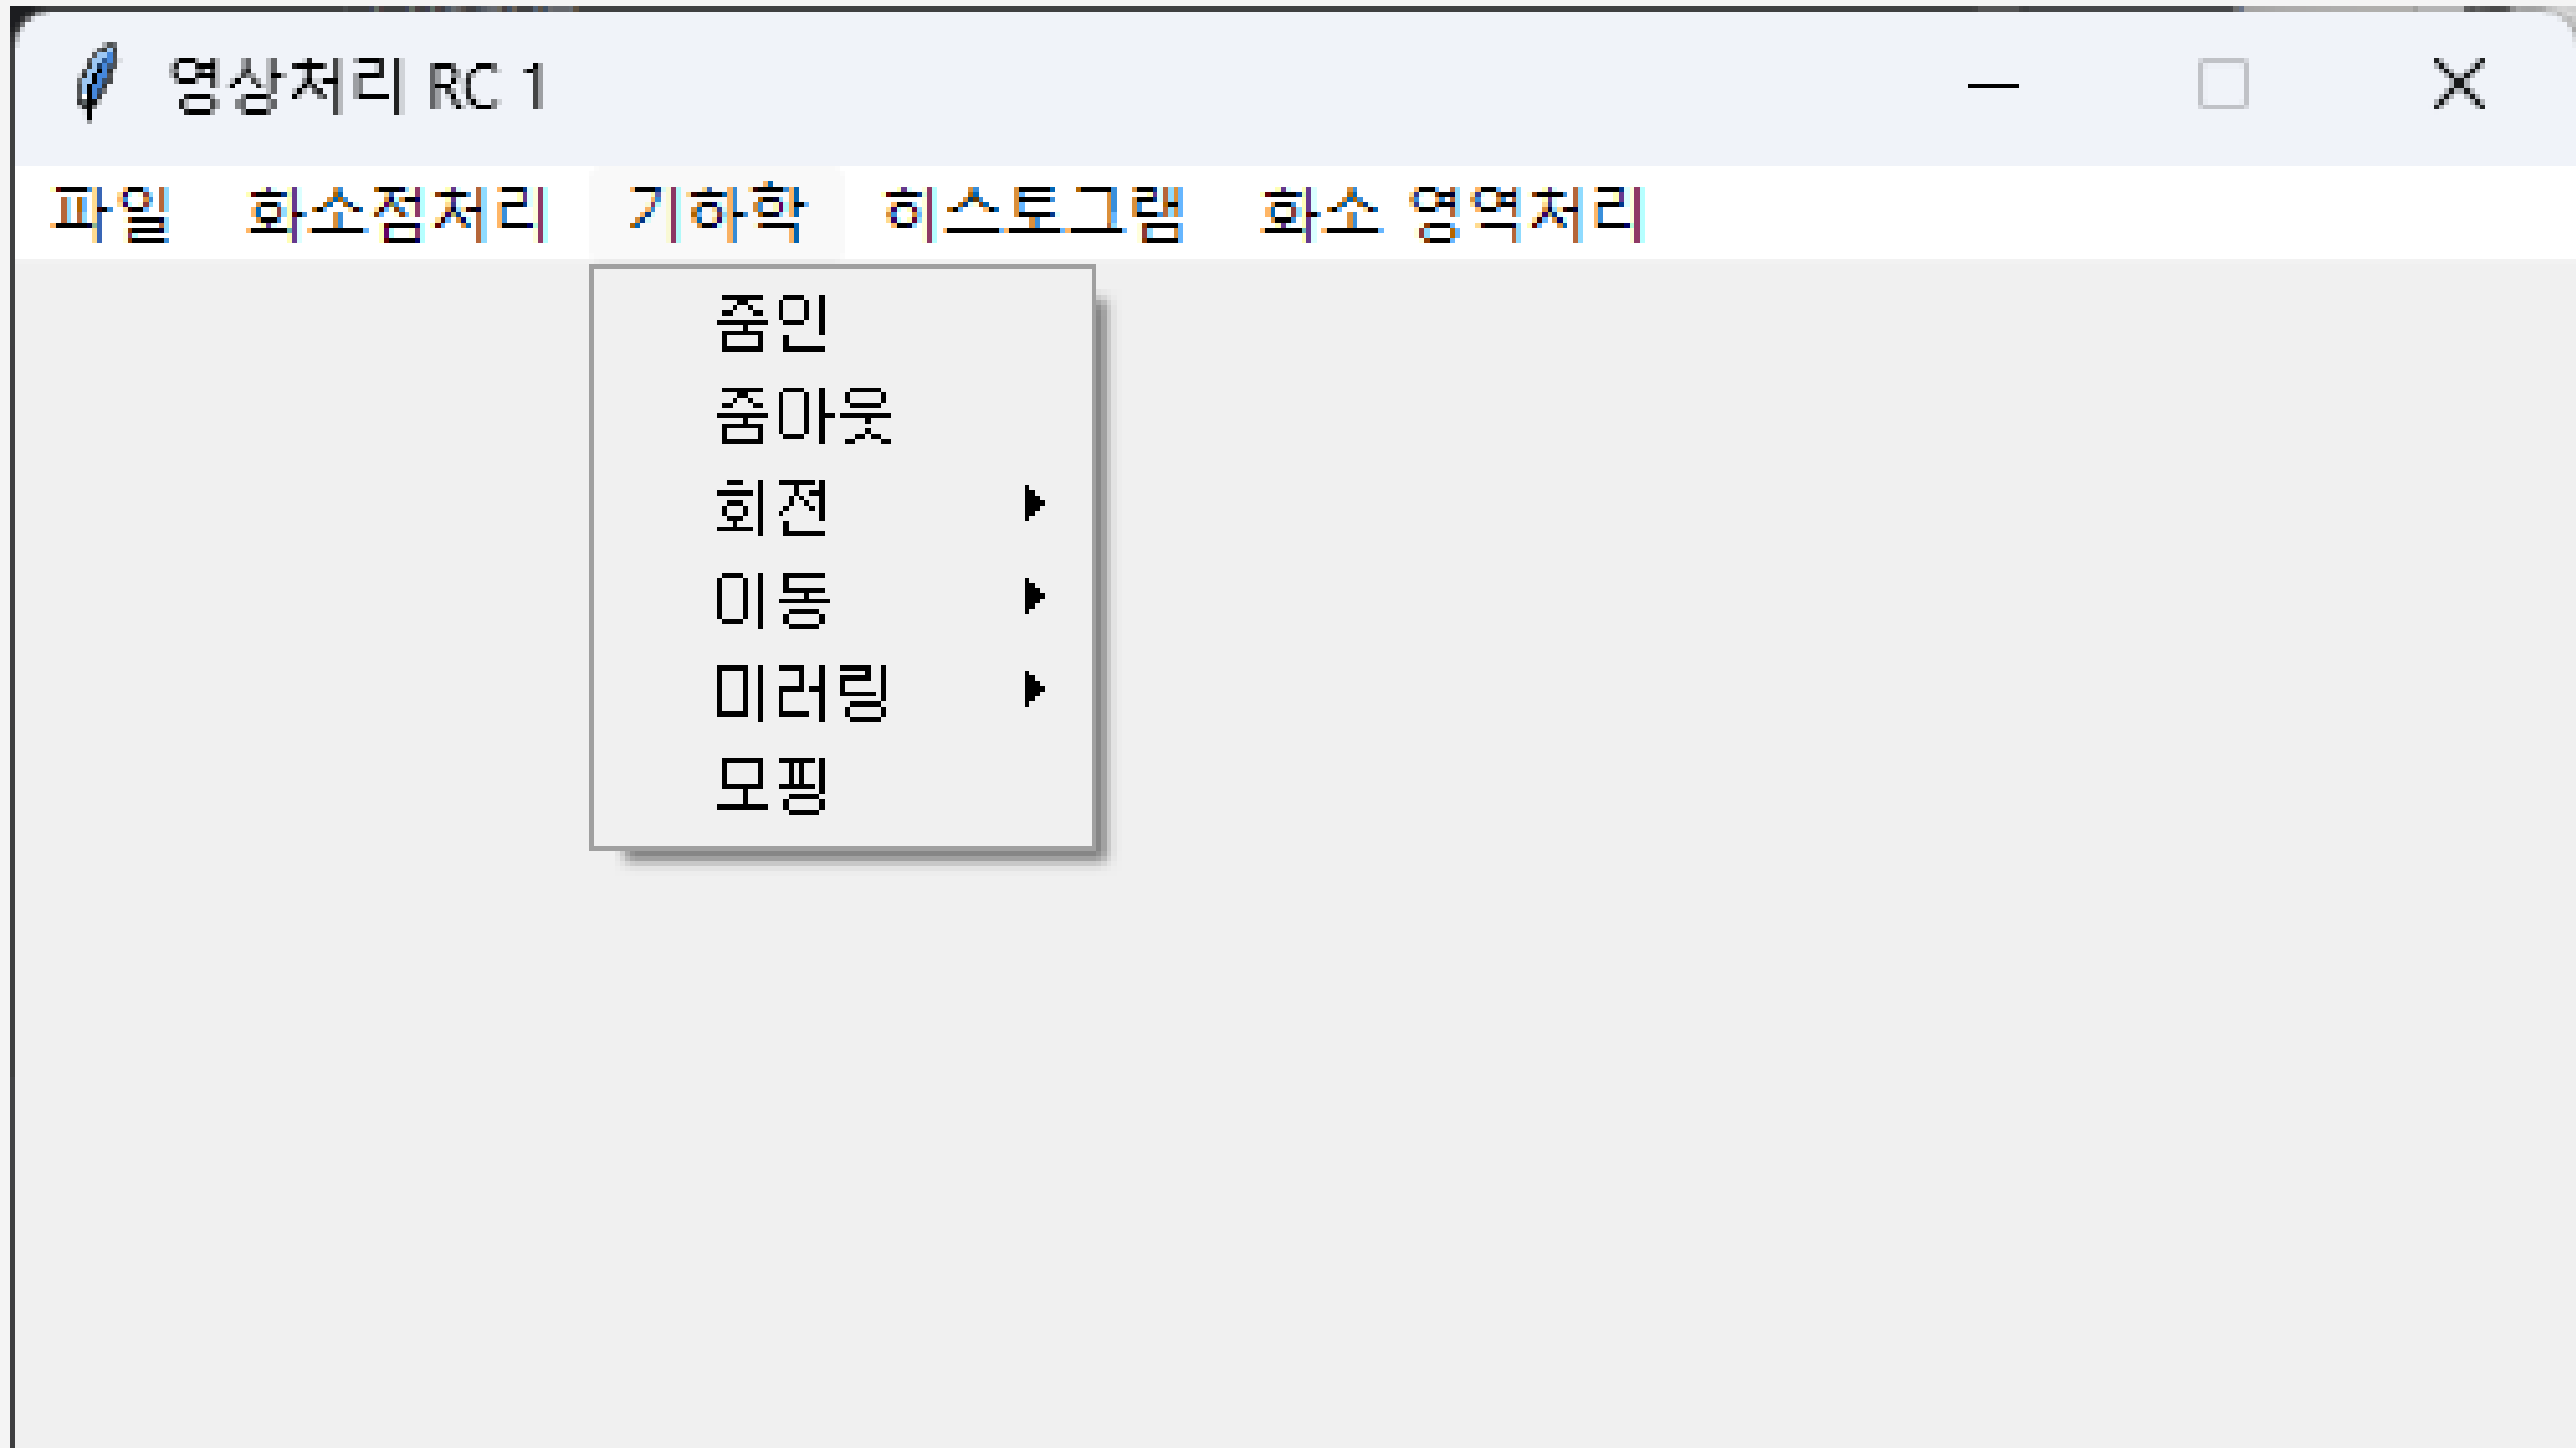 영상처리 RC 1
파일 화소점처리 기하학 히스토그램 화소 영역처리
줌인
줌마웃
회전
이동
미러링
모핑